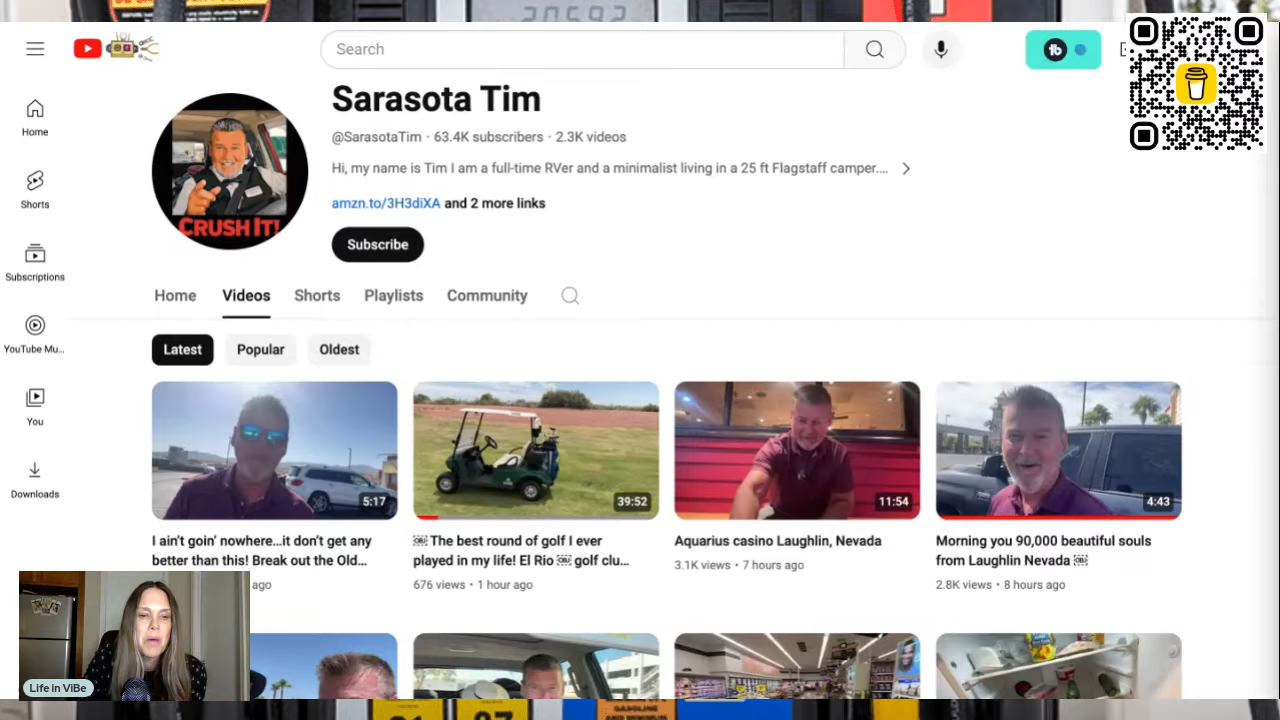 Search
Home
Shorts
Subscriptions
YouTube Mu...
You
Downloads
CRUSH IT!
Sarasota Tim
@SarasotaTim · 63.4K subscribers · 2.3K videos
Hi, my name is Tim I am a full-time RVer and a minimalist living in a 25 ft Flagstaff camper....
amzn.to/3H3diXA and 2 more links
Subscribe
Home Videos Shorts Playlists Community
Latest Popular Oldest
5:17
39:52
11:54
4:43
I ain't goin' nowhere...it don't get any
better than this! Break out the Old...
ago
￼ The best round of golf I ever
played in my life! El Rio ￼ golf clu...
676 views · 1 hour ago
Aquarius casino Laughlin, Nevada
3.1K views · 7 hours ago
Morning you 90,000 beautiful souls
from Laughlin Nevada ￼
2.8K views · 8 hours ago
Life in ViBe
GASOLINE